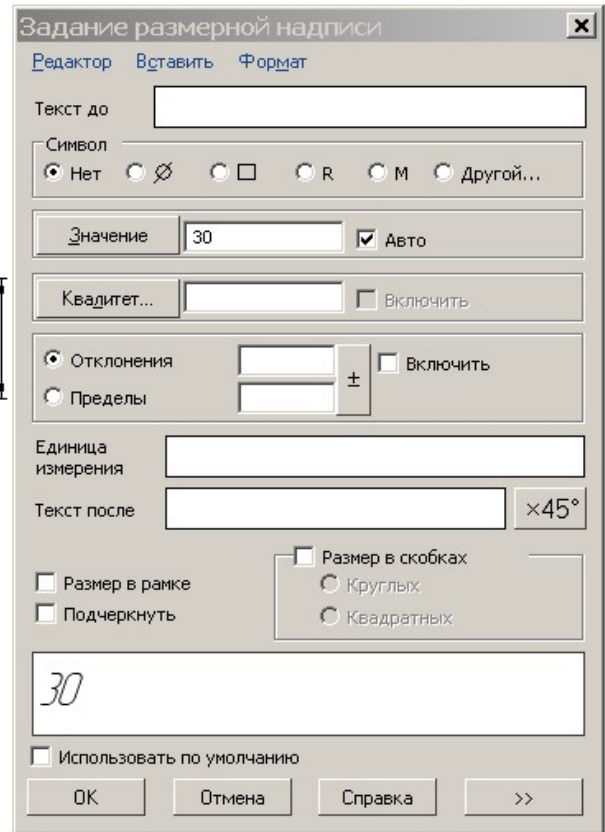 Задание размерной надписи
Редактор Вставить Формат
Текст до
Символ
Нет Ø □ R M Другой...
Значение 30 Авто
Квалитет... Включить
Отклонения ± Включить
Пределы
Единица
измерения
Текст после ×45°
Размер в скобках
Размер в рамке Круглых
Подчеркнуть Квадратных
30
Использовать по умолчанию
OK Отмена Справка >>